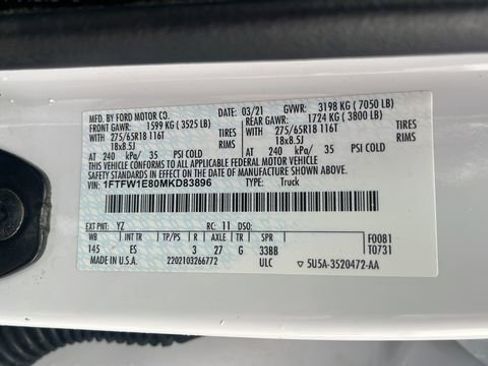 MFD. BY FORD MOTOR CO.
03/21 GVWR: 3198 KG ( 7050 LB)
FRONT GAWR: 1599 KG ( 3525 LB)
REAR GAWR: 1724 KG ( 3800 LB)
WITH 275/65R18 116T TIRES
WITH 275/65R18 116T TIRES
18x8.5J RIMS
18x8.5J RIMS
AT 240 kPa/ 35 PSI COLD
AT 240 kPa/ 35 PSI COLD
THIS VEHICLE CONFORMS TO ALL APPLICABLE FEDERAL MOTOR VEHICLE
SAFETY STANDARDS IN EFFECT ON THE DATE OF MANUFACTURE SHOWN ABOVE.
VIN: 1FTFW1E80MKD83896 TYPE: Truck
EXT PNT: YZ RC: 11 DSO:
WB INT TR TP/PS R AXLE TR SPR
145 ES 3 27 G 3388
F0081
T0731
MADE IN U.S.A. 2202103266772 ULC ▽ 5U5A-3520472-AA